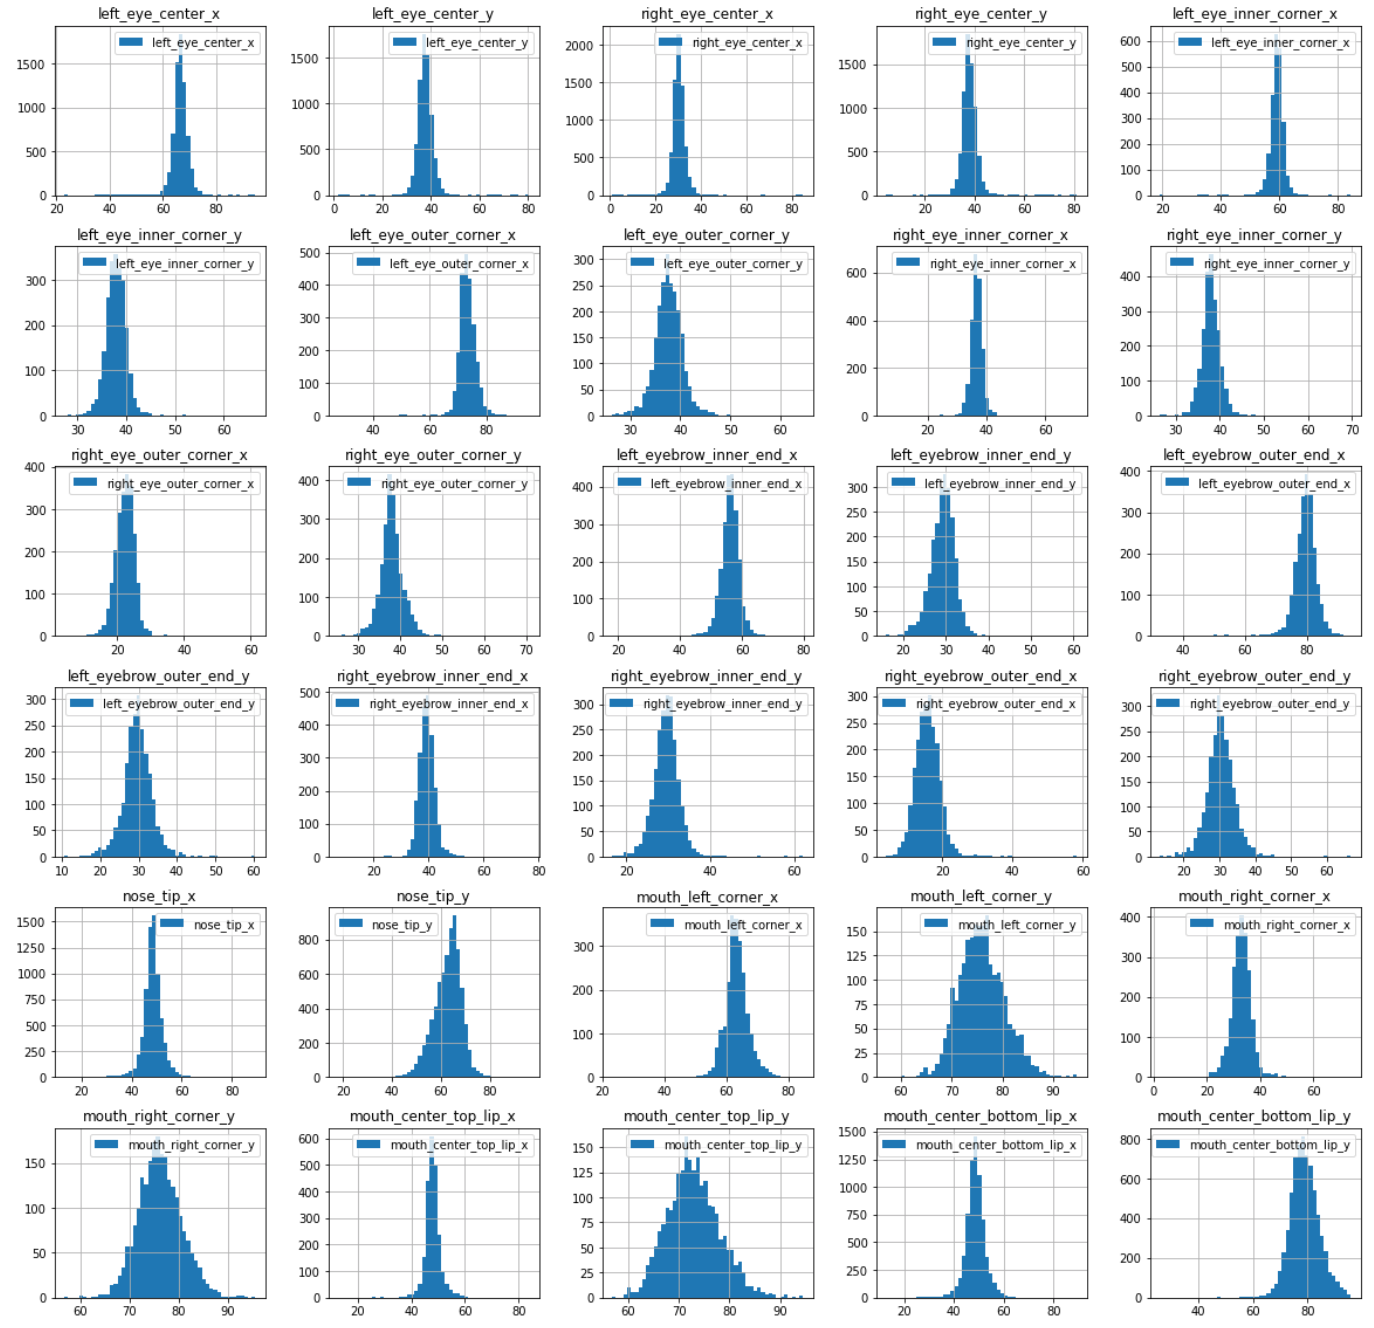 left_eye_center_x
left_eye_center_x
1500
1000
500
0
20 40 60 80
left_eye_center_y
left_eye_center_y
1500
1000
500
0
0 20 40 60 80
right_eye_center_x
right_eye_center_x
2000
1500
1000
500
0
0 20 40 60 80
right_eye_center_y
right_eye_center_y
1500
1000
500
0
20 40 60 80
left_eye_inner_corner_x
left_eye_inner_corner_x
600
500
400
300
200
100
0
20 40 60 80
left_eye_inner_corner_y
left_eye_inner_corner_y
300
200
100
0
30 40 50 60
left_eye_outer_corner_x
left_eye_outer_corner_x
500
400
300
200
100
0
40 60 80
left_eye_outer_corner_y
left_eye_outer_corner_y
300
250
200
150
100
50
0
30 40 50 60
right_eye_inner_corner_x
right_eye_inner_corner_x
600
400
200
0
20 40 60
right_eye_inner_corner_y
right_eye_inner_corner_y
400
300
200
100
0
30 40 50 60 70
right_eye_outer_corner_x
right_eye_outer_corner_x
400
300
200
100
0
20 40 60
right_eye_outer_corner_y
right_eye_outer_corner_y
400
300
200
100
0
30 40 50 60 70
left_eyebrow_inner_end_x
left_eyebrow_inner_end_x
400
300
200
100
0
20 40 60 80
left_eyebrow_inner_end_y
left_eyebrow_inner_end_y
300
250
200
150
100
50
0
20 30 40 50 60
left_eyebrow_outer_end_x
left_eyebrow_outer_end_x
400
300
200
100
0
40 60 80
left_eyebrow_outer_end_y
left_eyebrow_outer_end_y
300
250
200
150
100
50
0
10 20 30 40 50 60
right_eyebrow_inner_end_x
right_eyebrow_inner_end_x
500
400
300
200
100
0
20 40 60 80
right_eyebrow_inner_end_y
right_eyebrow_inner_end_y
300
250
200
150
100
50
0
20 40 60
right_eyebrow_outer_end_x
right_eyebrow_outer_end_x
300
250
200
150
100
50
0
20 40 60
right_eyebrow_outer_end_y
right_eyebrow_outer_end_y
300
250
200
150
100
50
0
20 30 40 50 60
nose_tip_x
nose_tip_x
1500
1250
1000
750
500
250
0
20 40 60 80
nose_tip_y
nose_tip_y
800
600
400
200
0
20 40 60 80
mouth_left_corner_x
mouth_left_corner_x
300
200
100
0
20 40 60 80
mouth_left_corner_y
mouth_left_corner_y
150
125
100
75
50
25
0
60 70 80 90
mouth_right_corner_x
mouth_right_corner_x
400
300
200
100
0
0 20 40 60
mouth_right_corner_y
mouth_right_corner_y
150
100
50
0
60 70 80 90
mouth_center_top_lip_x
mouth_center_top_lip_x
600
500
400
300
200
100
0
20 40 60 80
mouth_center_top_lip_y
mouth_center_top_lip_y
150
125
100
75
50
25
0
60 70 80 90
mouth_center_bottom_lip_x
mouth_center_bottom_lip_x
1500
1250
1000
750
500
250
0
20 40 60 80
mouth_center_bottom_lip_y
mouth_center_bottom_lip_y
800
600
400
200
0
40 60 80